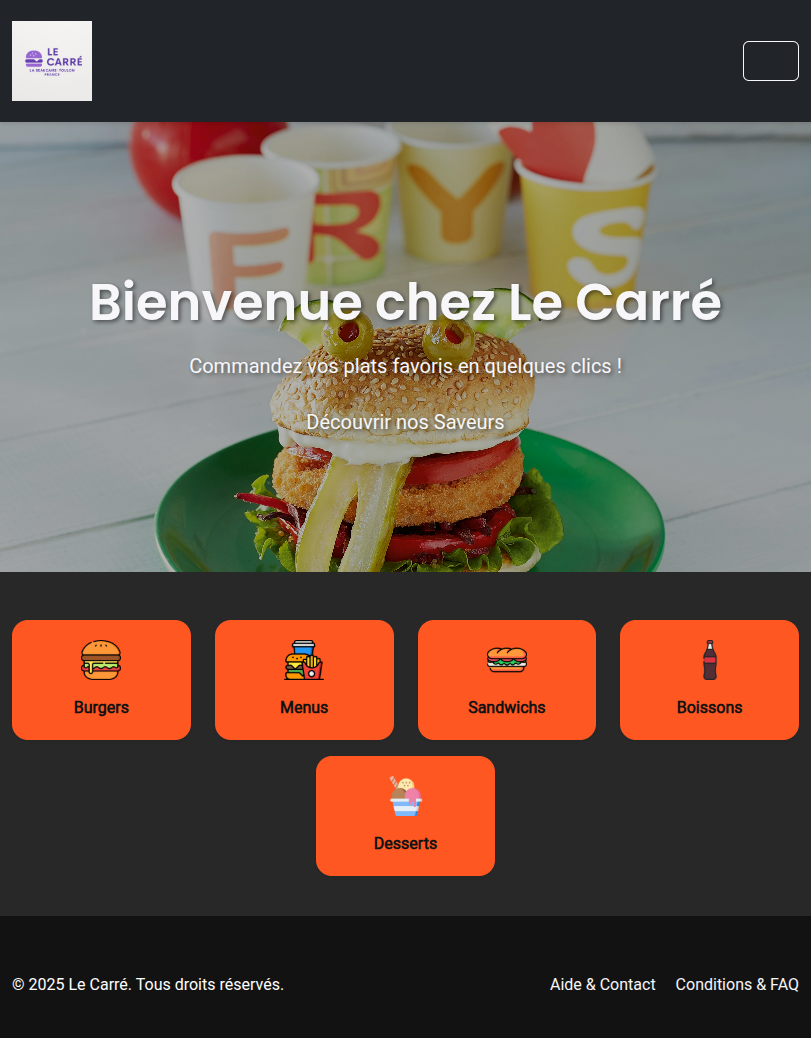 LE
CARRÉ
LA BEAUCAIRE TOULON
FRANCE
FRYS
Bienvenue chez Le Carré
Commandez vos plats favoris en quelques clics !
Découvrir nos Saveurs
Burgers
Menus
Sandwichs
Boissons
Desserts
© 2025 Le Carré. Tous droits réservés.
Aide & Contact
Conditions & FAQ